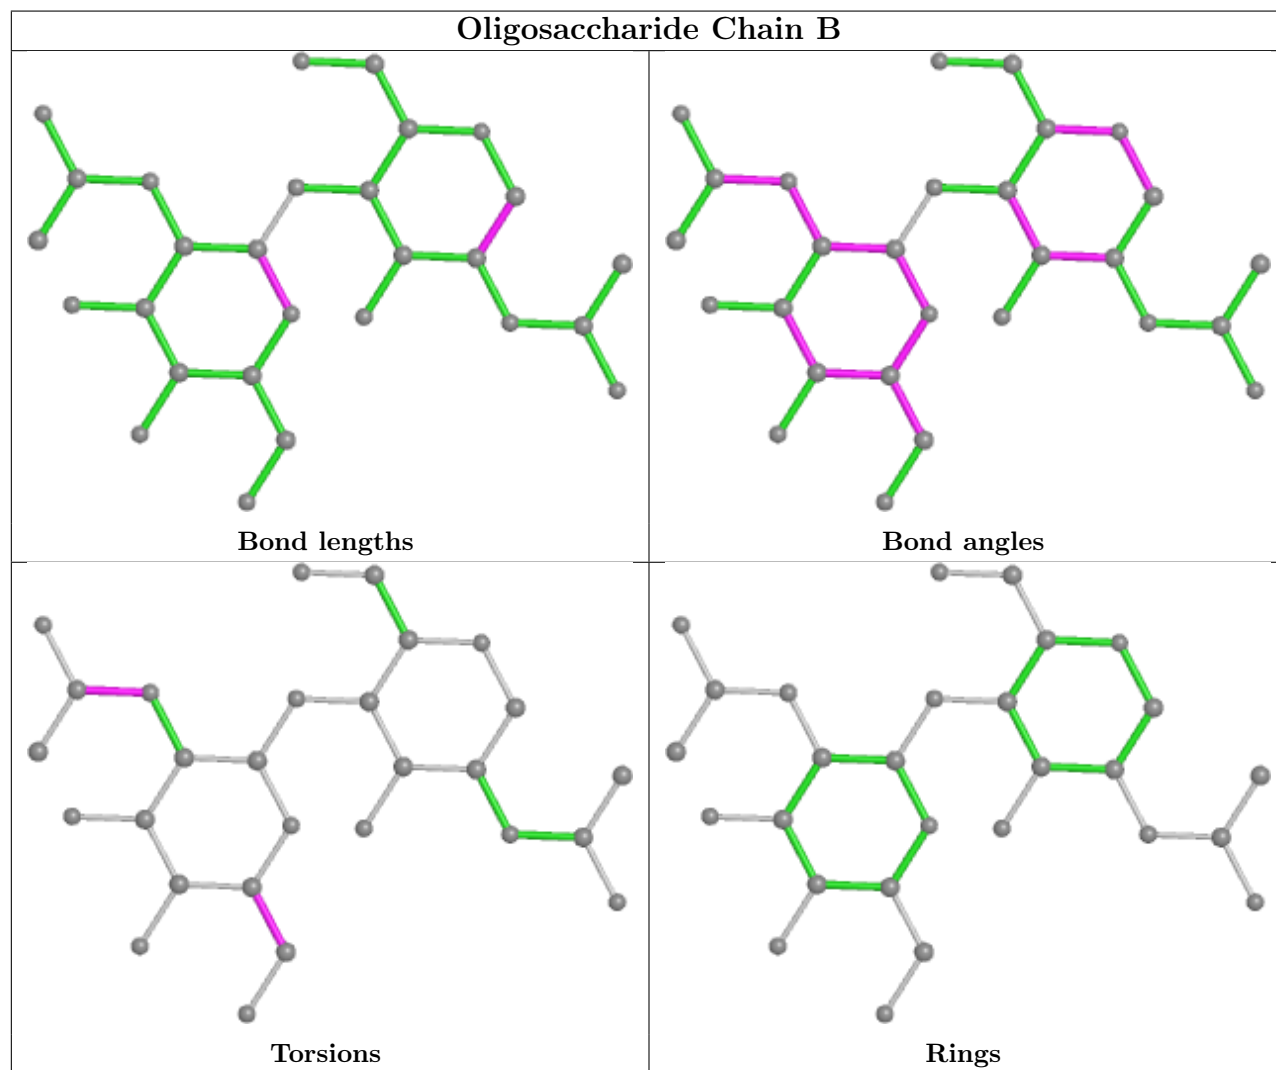 Oligosaccharide Chain B
Bond lengths
Bond angles
Torsions
Rings